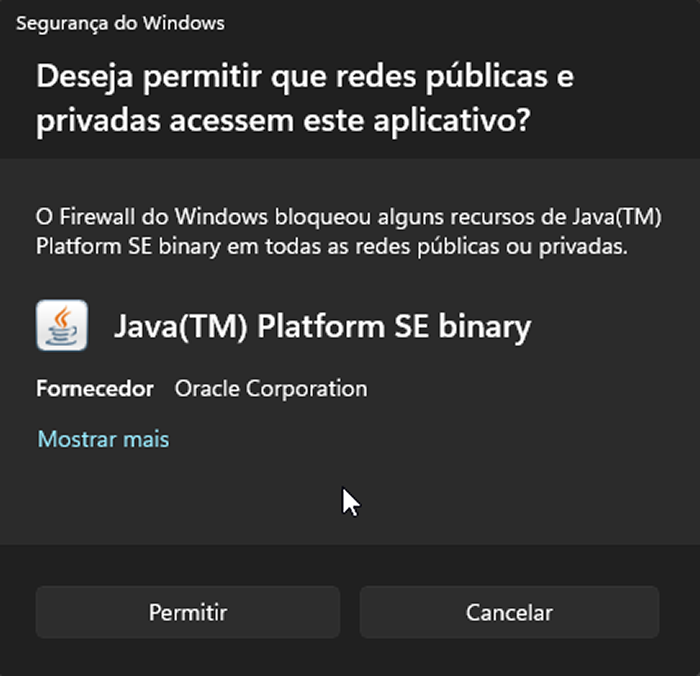 Segurança do Windows
Deseja permitir que redes públicas e
privadas acessem este aplicativo?
O Firewall do Windows bloqueou alguns recursos de Java(TM)
Platform SE binary em todas as redes públicas ou privadas.
Java(TM) Platform SE binary
Fornecedor Oracle Corporation
Mostrar mais
Permitir Cancelar